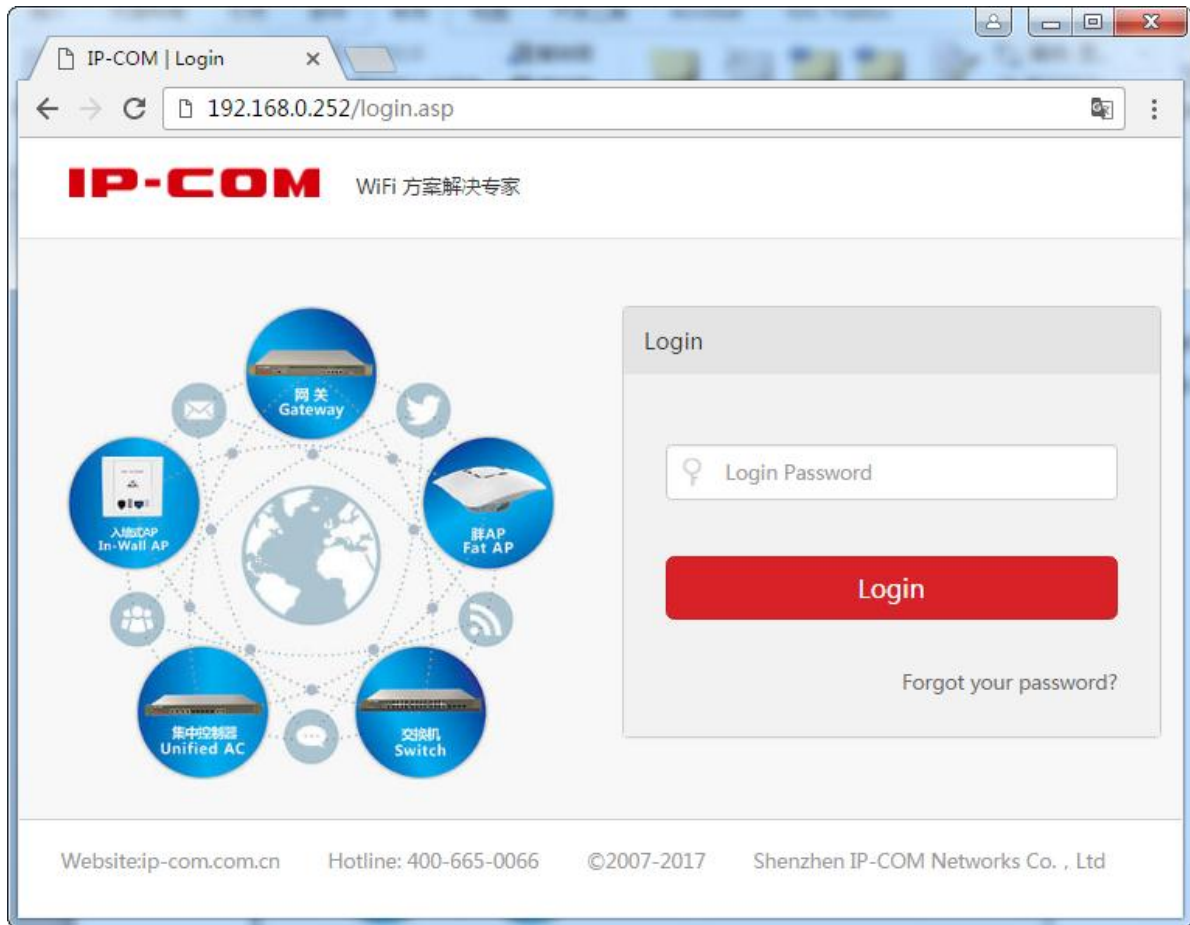 IP-COM | Login
192.168.0.252/login.asp
IP-COM WiFi 方案解决专家
网关
Gateway
入墙式AP
In-Wall AP
胖AP
Fat AP
集中控制器
Unified AC
交换机
Switch
Login
Login Password
Login
Forgot your password?
Website:ip-com.com.cn Hotline: 400-665-0066 ©2007-2017 Shenzhen IP-COM Networks Co. , Ltd